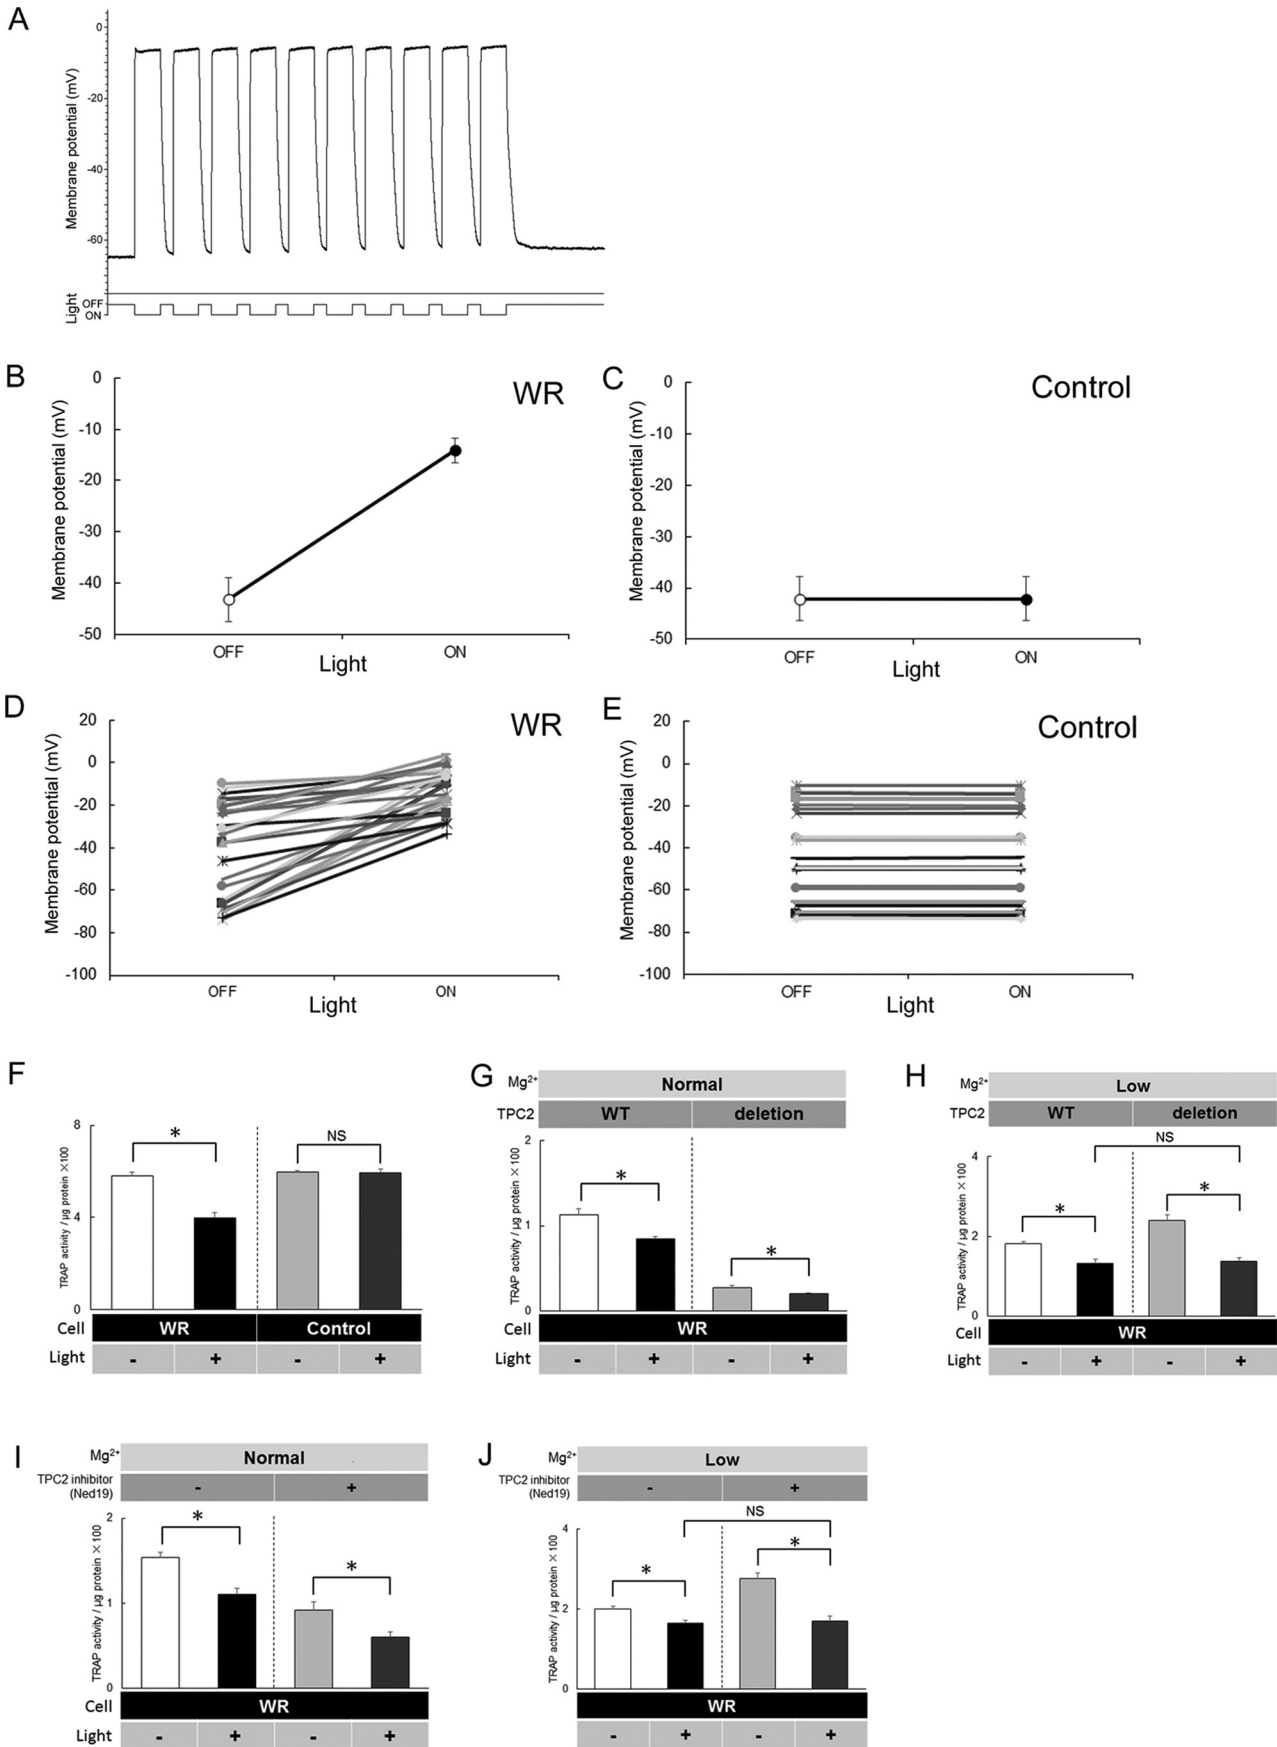 A
Membrane potential (mV)
0
-20
-40
-60
Light
OFF
ON
B
WR
Membrane potential (mV)
0
-10
-20
-30
-40
-50
OFF
ON
Light
C
Control
Membrane potential (mV)
0
-10
-20
-30
-40
-50
OFF
ON
Light
D
WR
Membrane potential (mV)
20
0
-20
-40
-60
-80
-100
OFF
ON
Light
E
Control
Membrane potential (mV)
20
0
-20
-40
-60
-80
-100
OFF
ON
Light
F
TRAP activity / μg protein ×100
8
4
0
*
NS
Cell WR Control
Light - + - +
G
Mg²⁺ Normal
TPC2 WT deletion
TRAP activity / μg protein ×100
2
1
0
*
*
Cell WR
Light - + - +
H
Mg²⁺ Low
TPC2 WT deletion
TRAP activity / μg protein ×100
4
2
0
NS
*
*
Cell WR
Light - + - +
I
Mg²⁺ Normal
TPC2 inhibitor
(Ned19)
- +
TRAP activity / μg protein ×100
2
1
0
*
*
Cell WR
Light - + - +
J
Mg²⁺ Low
TPC2 inhibitor
(Ned19)
- +
TRAP activity / μg protein ×100
4
2
0
NS
*
*
WR
- + - +